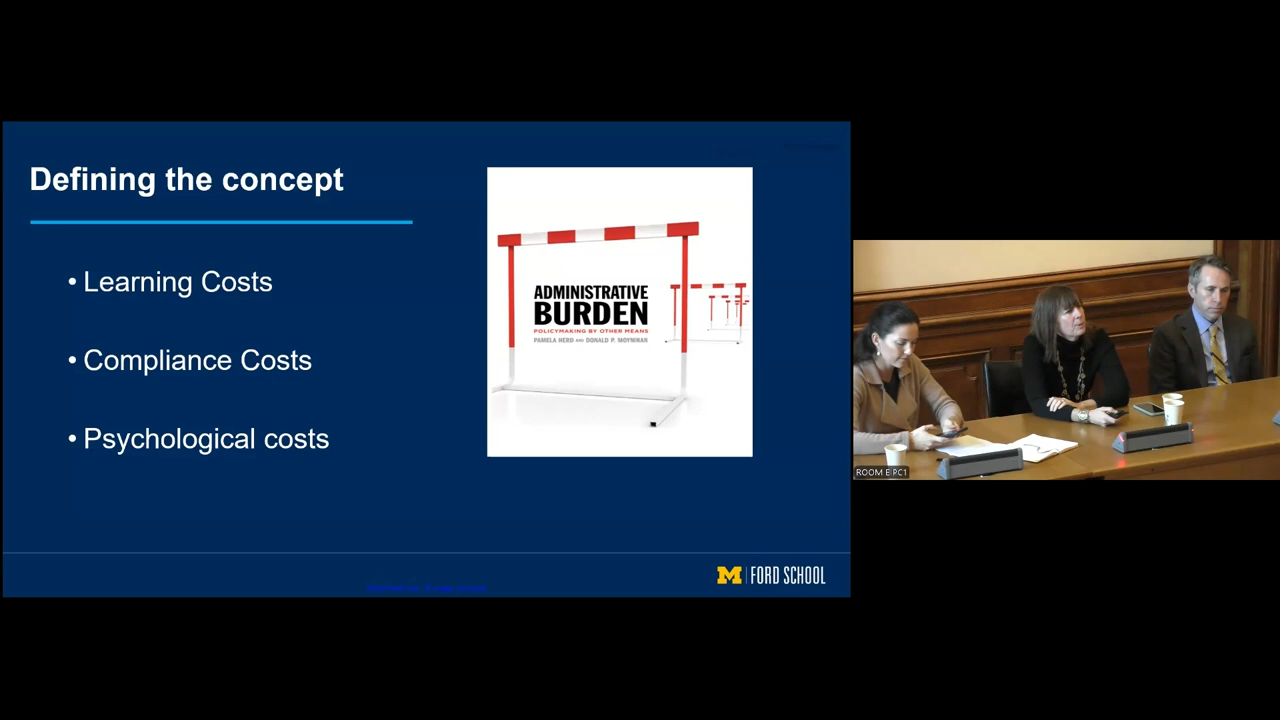 Defining the concept
• Learning Costs
• Compliance Costs
• Psychological costs
ADMINISTRATIVE
BURDEN
POLICYMAKING BY OTHER MEANS
PAMELA HERD AND DONALD P. MOYNIHAN
M FORD SCHOOL
ROOM E PC1